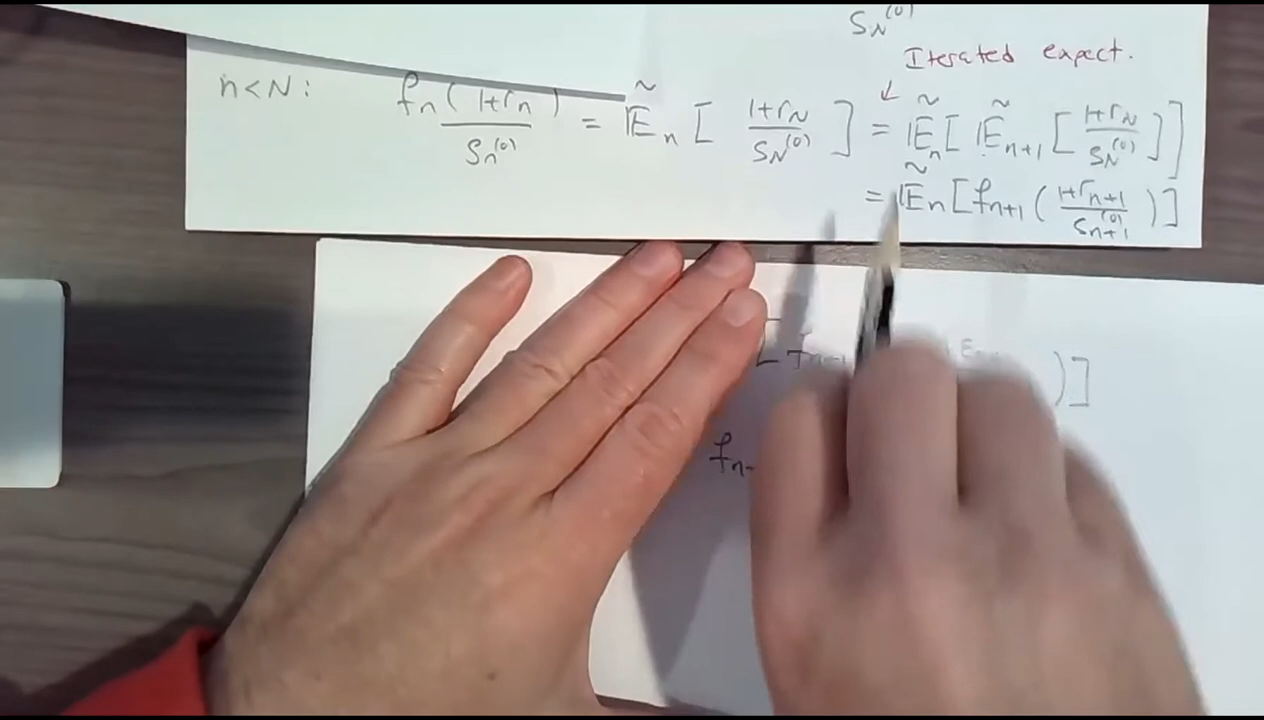 S_N^(0)
Iterated expect.
n<N: f_n( (1+r_n)/S_n^(0) ) = Ẽ_n [ (1+r_N)/S_N^(0) ] = Ẽ_n[ Ẽ_{n+1} [ (1+r_N)/S_N^(0) ]]
= Ẽ_n [f_{n+1} ( (1+r_{n+1})/S_{n+1}^(0) )]
)]
f_n